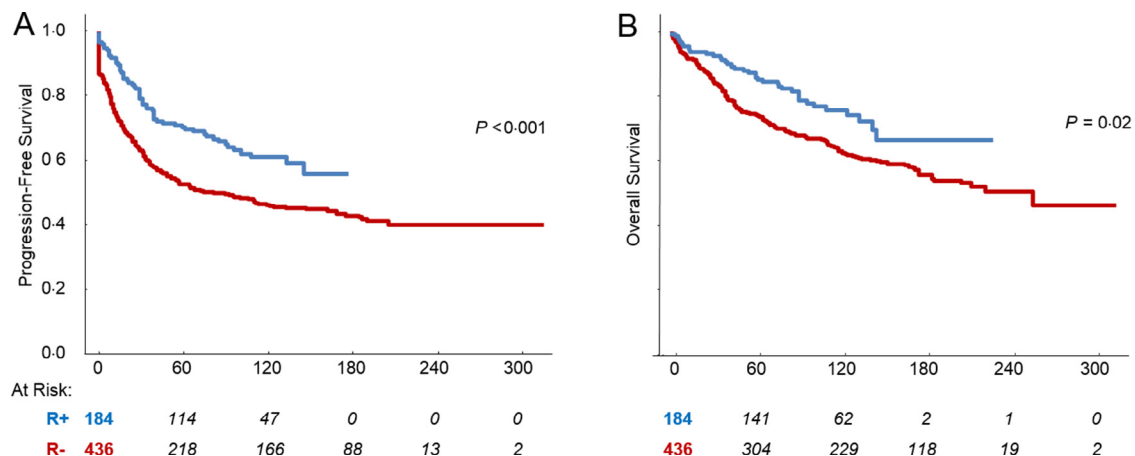 A
B
Progression-Free Survival
1·0
0·8
0·6
0·4
0·2
0·0
P <0·001
0 60 120 180 240 300
Overall Survival
P = 0·02
0 60 120 180 240 300
At Risk:
R+ 184 114 47 0 0 0
R- 436 218 166 88 13 2
184 141 62 2 1 0
436 304 229 118 19 2